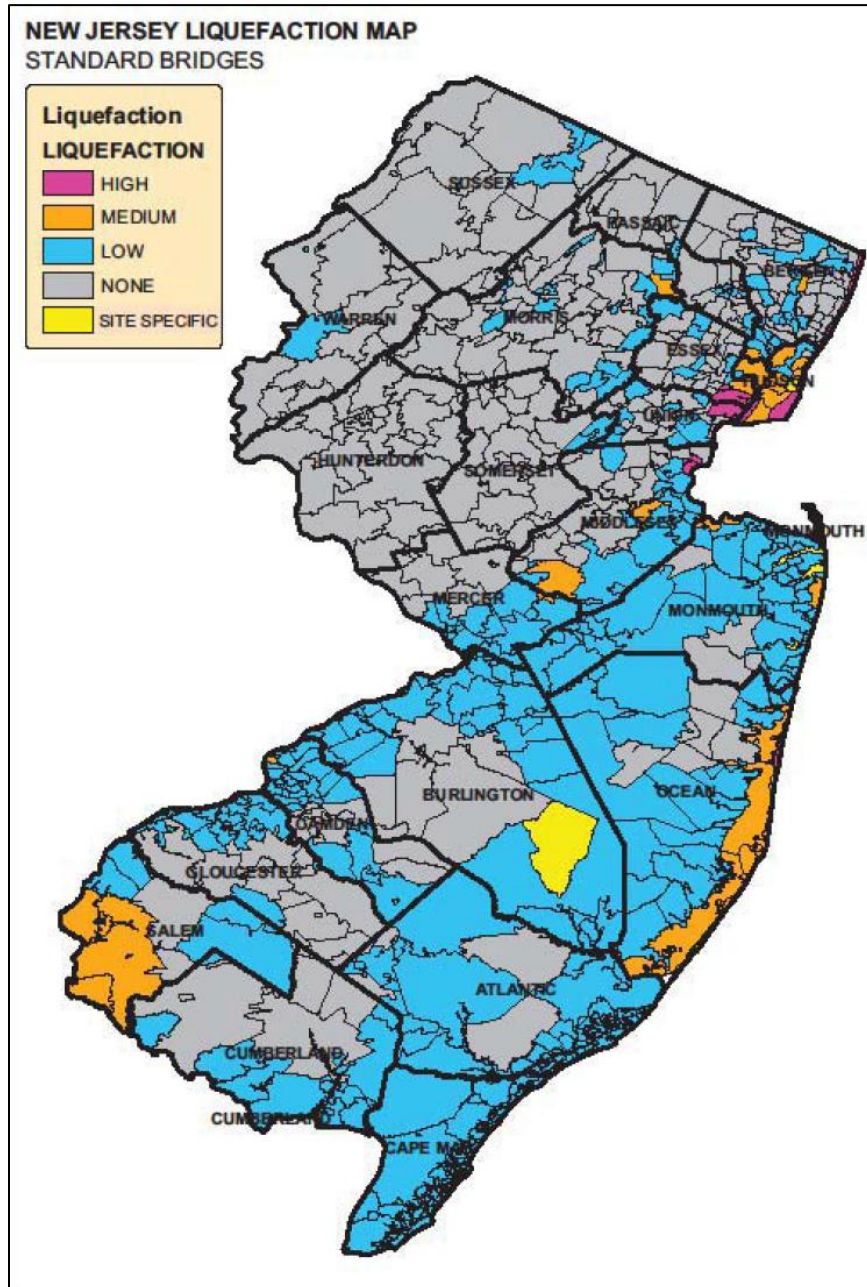 NEW JERSEY LIQUEFACTION MAP
STANDARD BRIDGES
Liquefaction
LIQUEFACTION
HIGH
MEDIUM
LOW
NONE
SITE SPECIFIC
SUSSEX
PASSAIC
BERGEN
WARREN
MORRIS
ESSEX
HUDSON
UNION
HUNTERDON
SOMERSET
MIDDLESEX
MONMOUTH
MERCER
MONMOUTH
OCEAN
BURLINGTON
CAMDEN
GLOUCESTER
SALEM
ATLANTIC
CUMBERLAND
CUMBERLAND
CAPE MAY